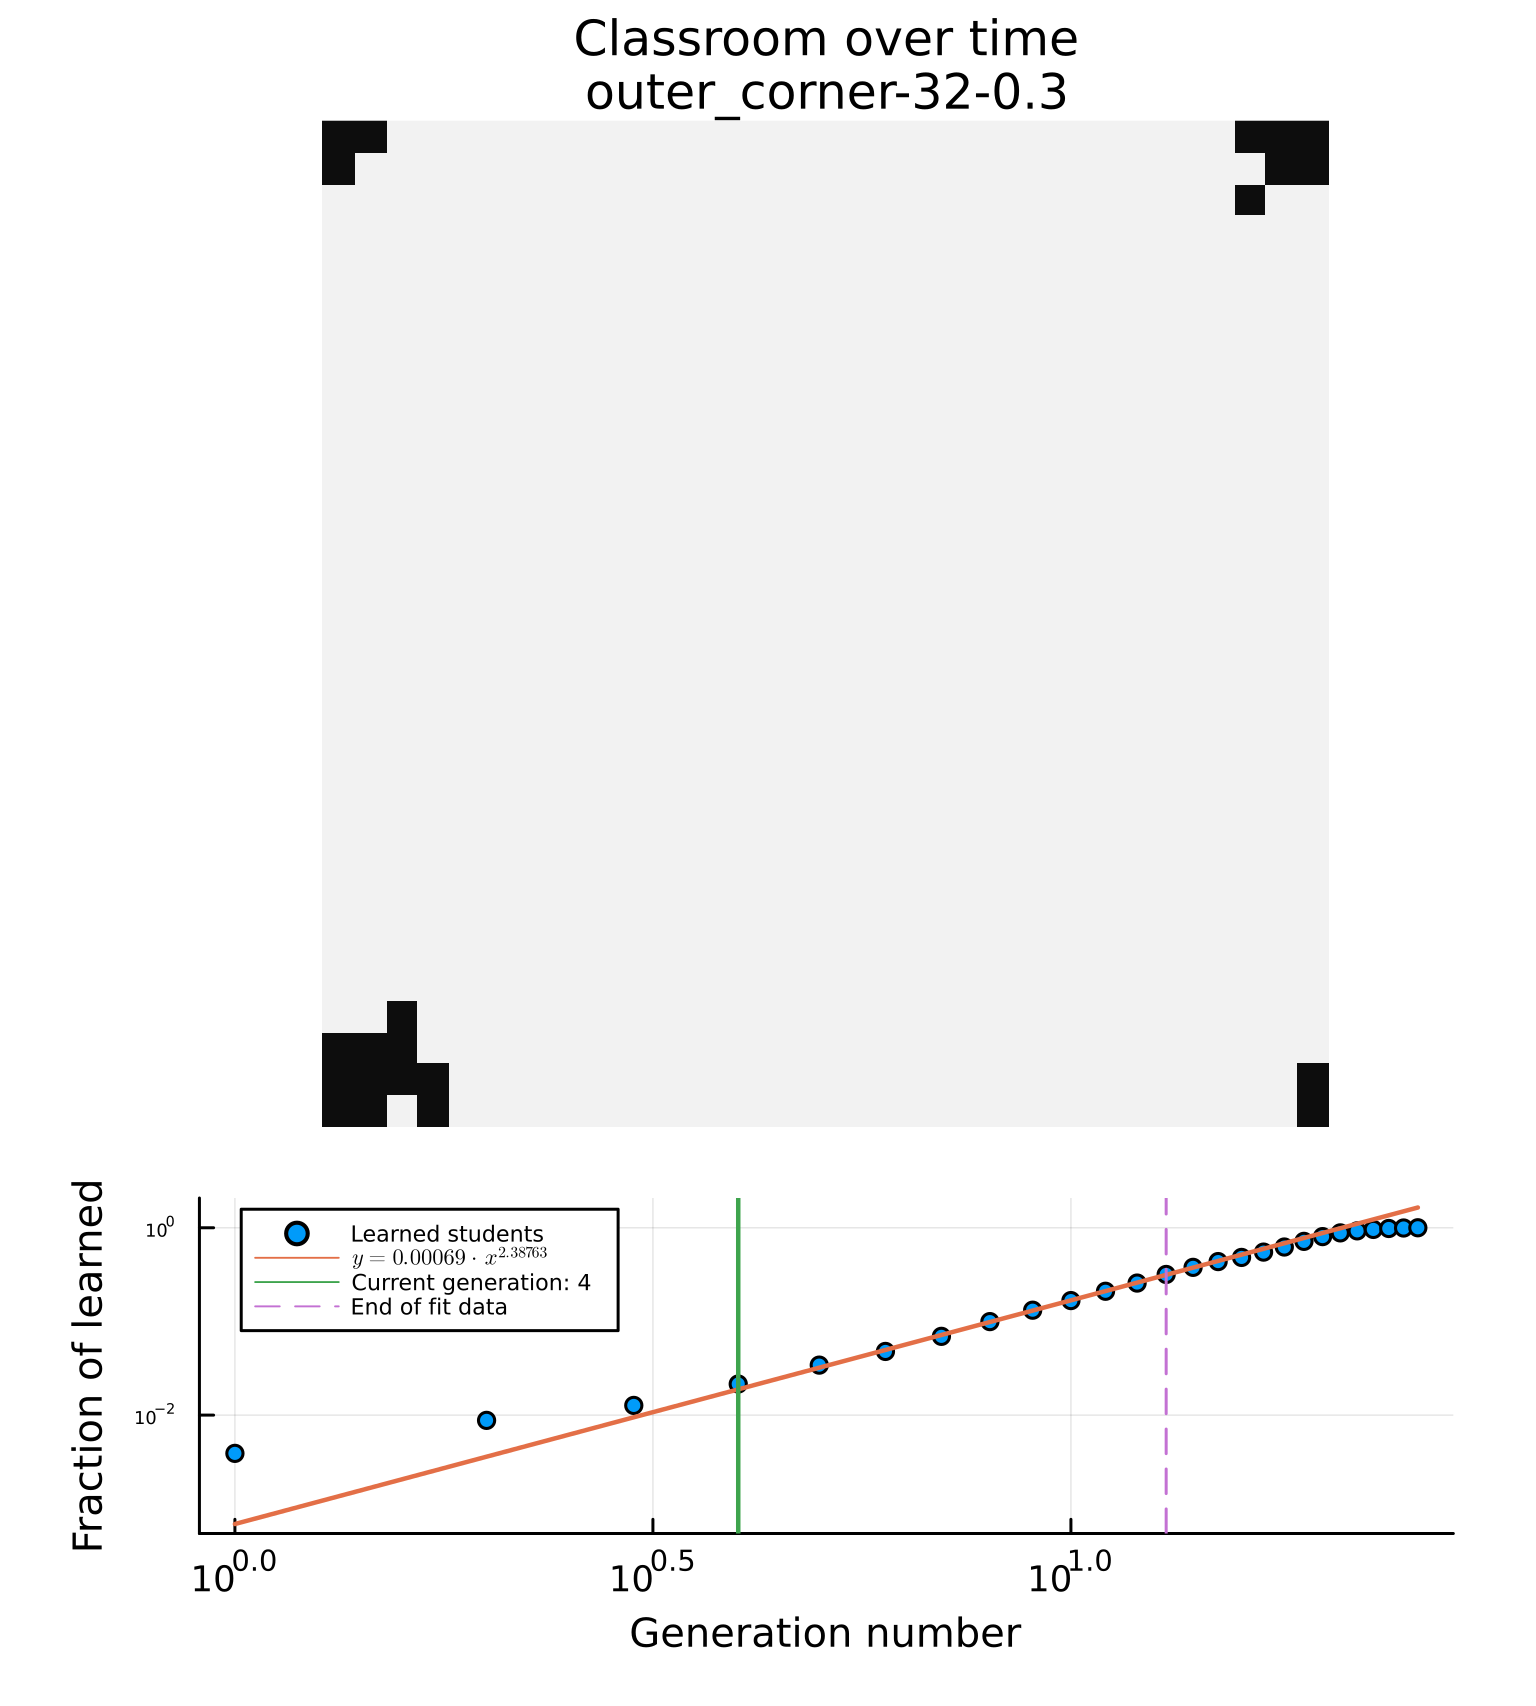 Classroom over time
outer_corner-32-0.3
Fraction of learned
10^0
10^−2
Learned students
y = 0.00069 · x^2.38763
Current generation: 4
End of fit data
10^0.0
10^0.5
10^1.0
Generation number